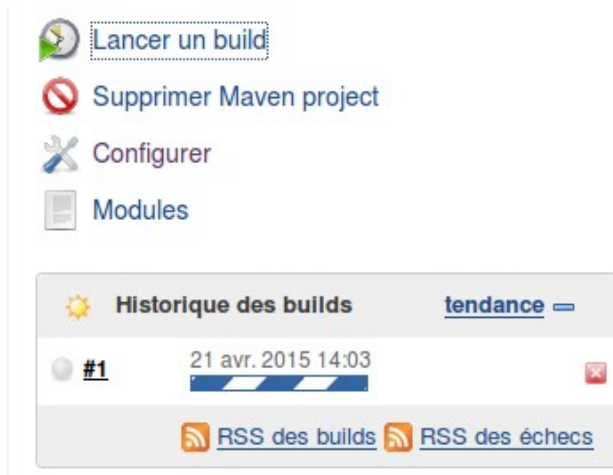 Lancer un build
Supprimer Maven project
Configurer
Modules
Historique des builds tendance
#1 21 avr. 2015 14:03
RSS des builds RSS des échecs